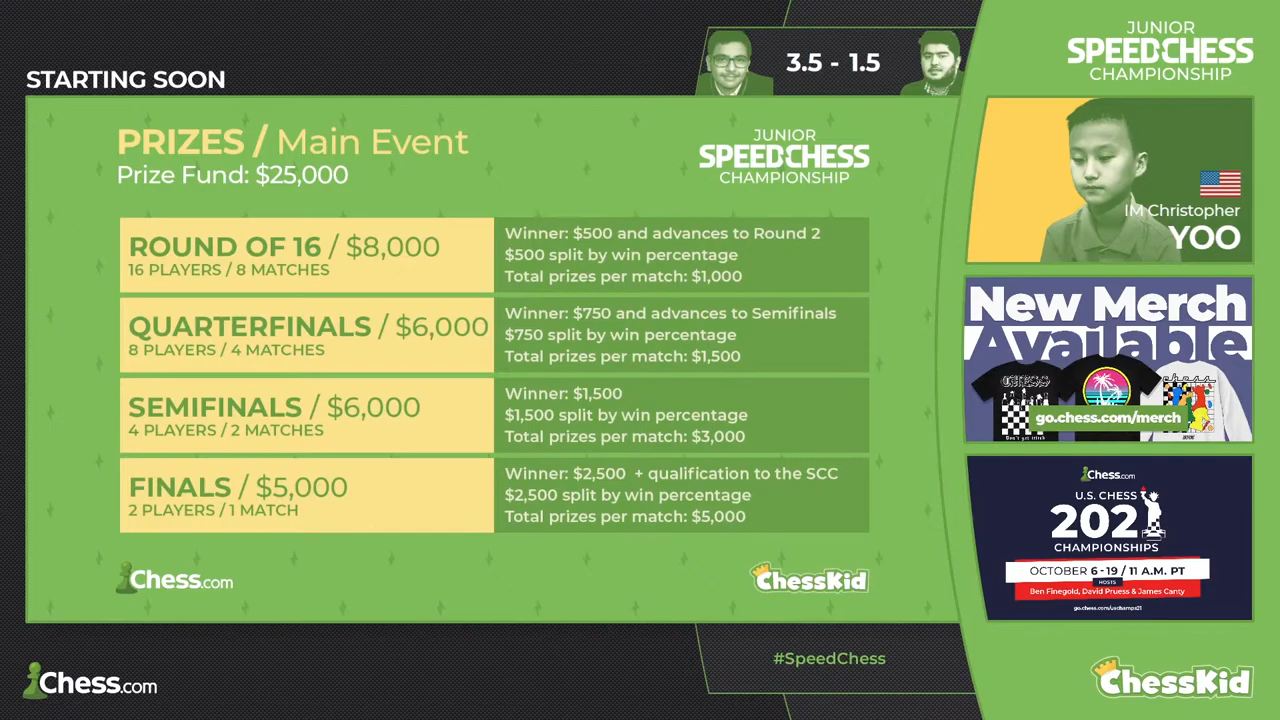 STARTING SOON
3.5 - 1.5
PRIZES / Main Event
Prize Fund: $25,000
JUNIOR
SPEEDCHESS
CHAMPIONSHIP
ROUND OF 16 / $8,000
16 PLAYERS / 8 MATCHES
Winner: $500 and advances to Round 2
$500 split by win percentage
Total prizes per match: $1,000
QUARTERFINALS / $6,000
8 PLAYERS / 4 MATCHES
Winner: $750 and advances to Semifinals
$750 split by win percentage
Total prizes per match: $1,500
SEMIFINALS / $6,000
4 PLAYERS / 2 MATCHES
Winner: $1,500
$1,500 split by win percentage
Total prizes per match: $3,000
FINALS / $5,000
2 PLAYERS / 1 MATCH
Winner: $2,500 + qualification to the SCC
$2,500 split by win percentage
Total prizes per match: $5,000
Chess.com
ChessKid
#SpeedChess
Chess.com
JUNIOR
SPEEDCHESS
CHAMPIONSHIP
IM Christopher
YOO
New Merch
Available
CHESS
chess
go.chess.com/merch
Chess.com
U.S. CHESS
202
CHAMPIONSHIPS
OCTOBER 6 - 19 / 11 A.M. PT
HOSTS
Ben Finegold, David Pruess & James Canty
go.chess.com/uschamps21
ChessKid